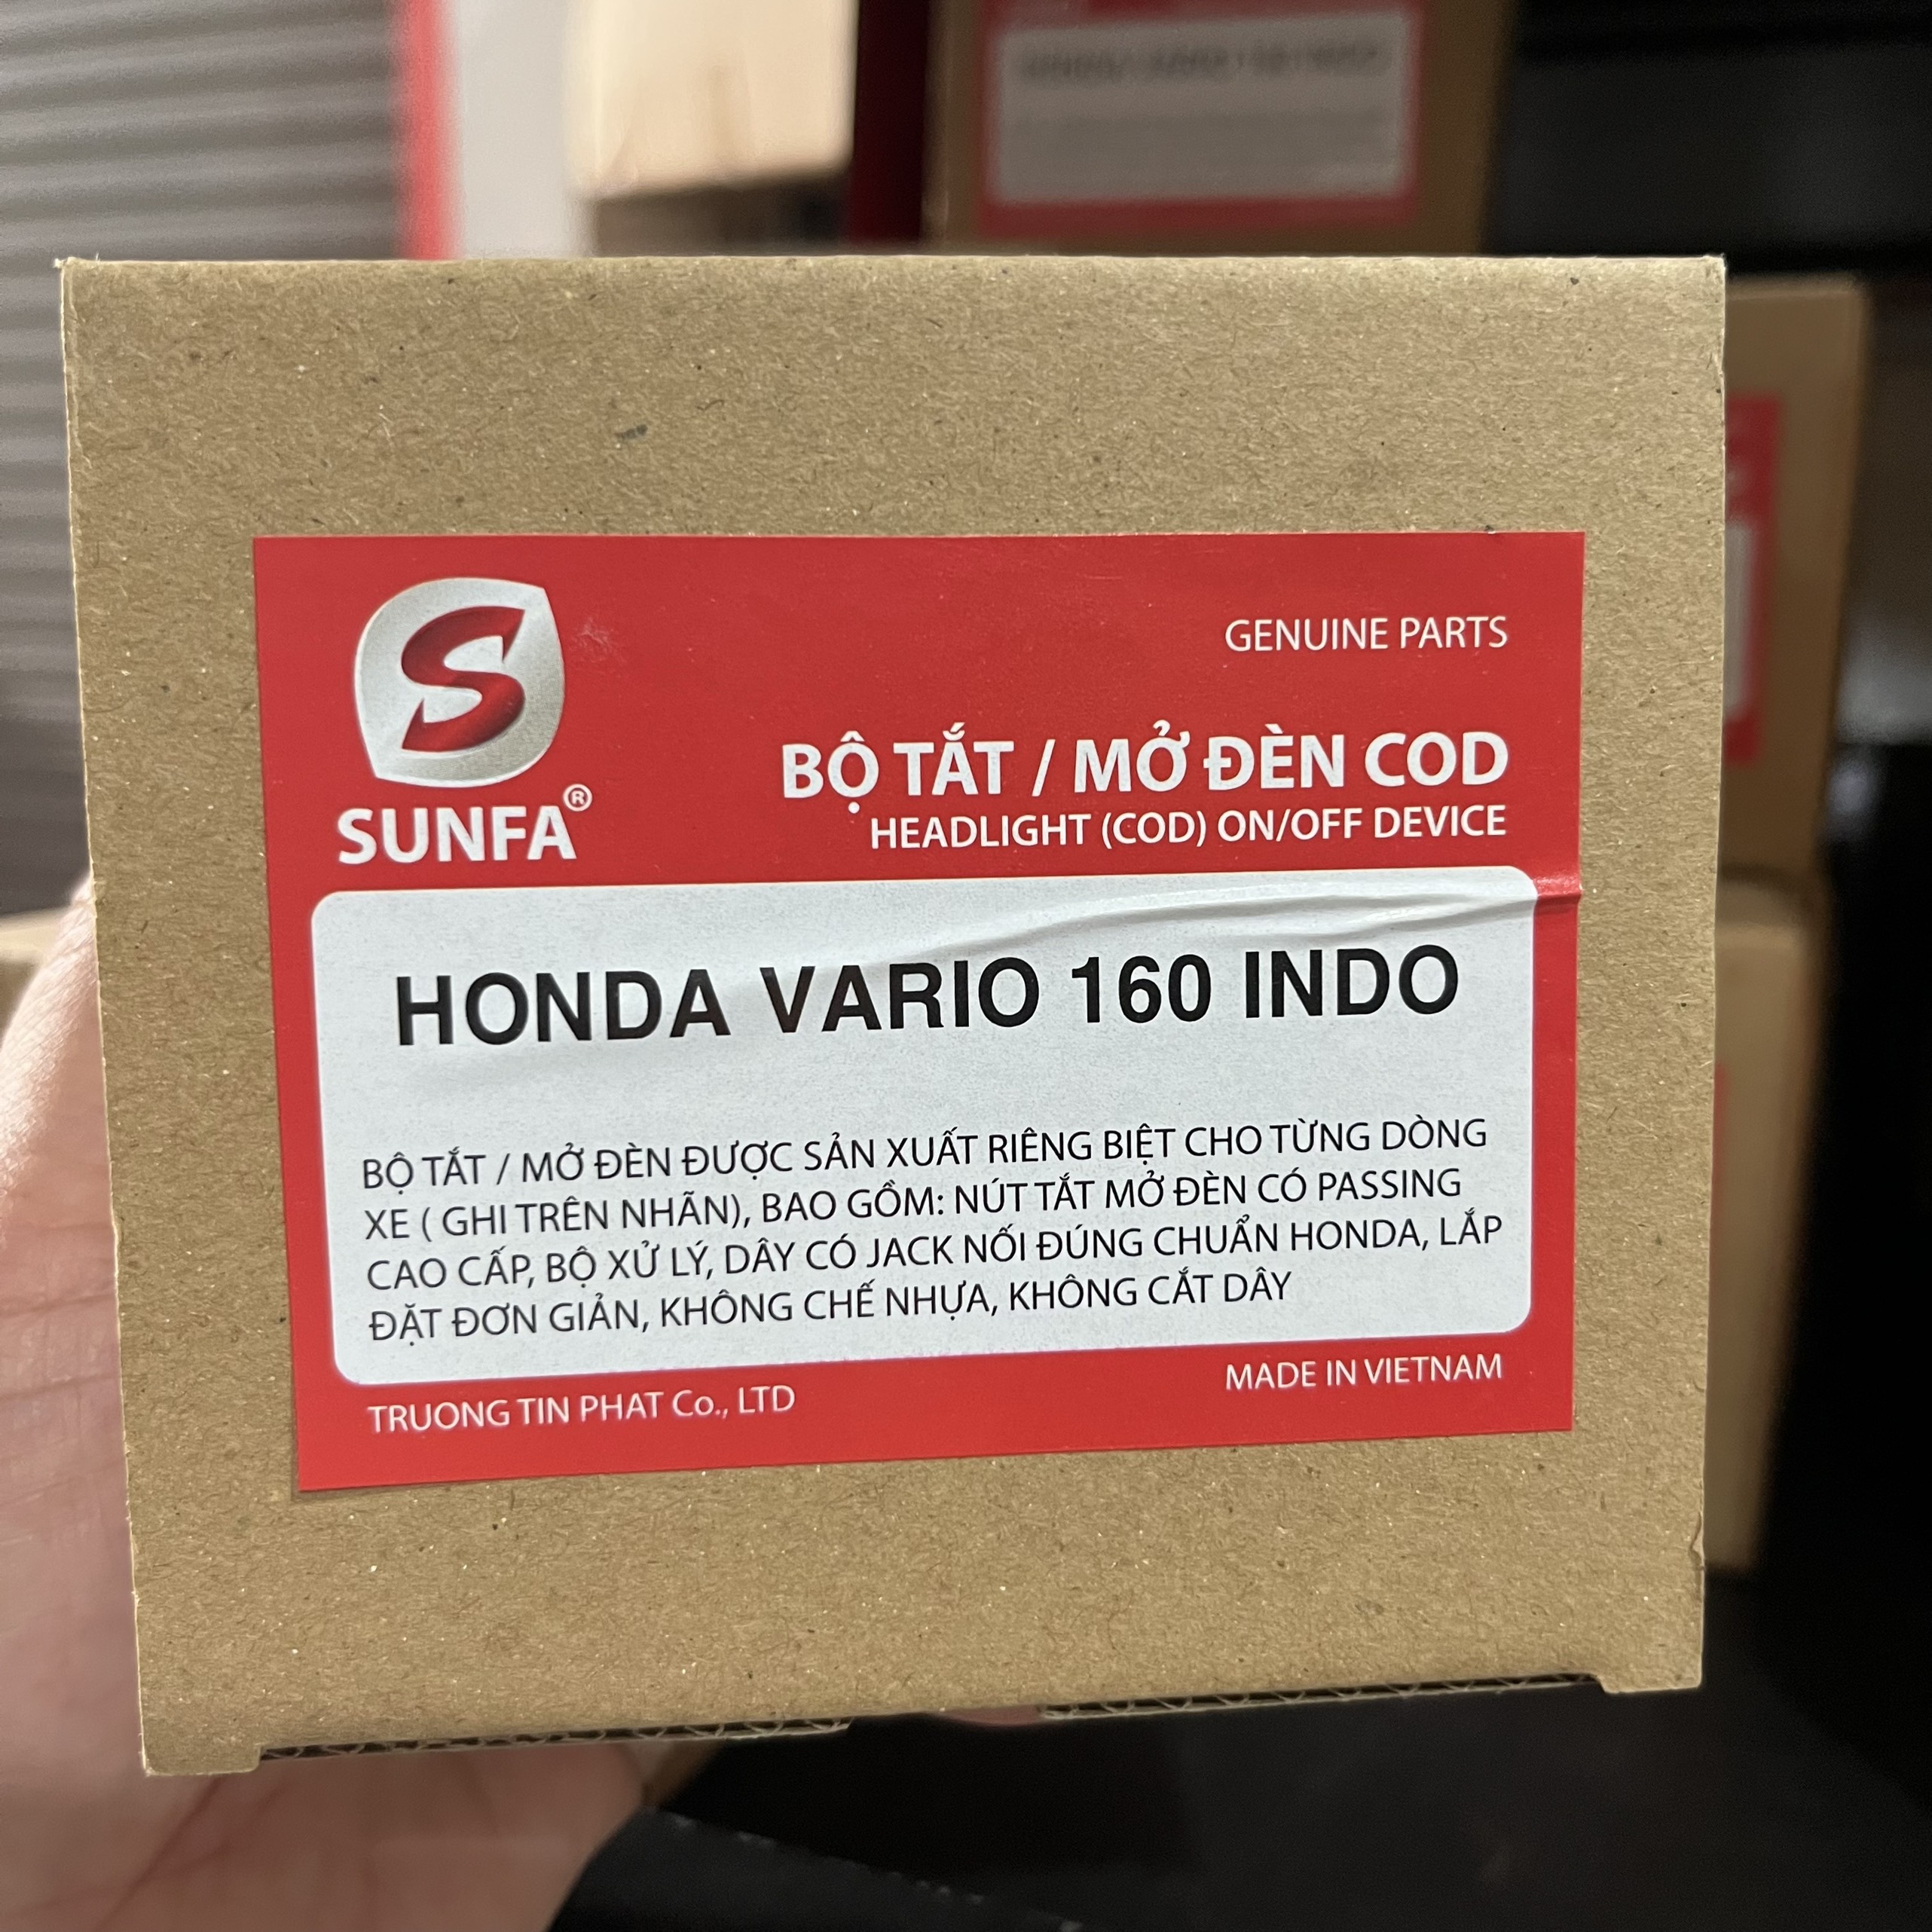 GENUINE PARTS
SUNFA®
BỘ TẮT / MỞ ĐÈN COD
HEADLIGHT (COD) ON/OFF DEVICE
HONDA VARIO 160 INDO
BỘ TẮT / MỞ ĐÈN ĐƯỢC SẢN XUẤT RIÊNG BIỆT CHO TỪNG DÒNG
XE ( GHI TRÊN NHÃN), BAO GỒM: NÚT TẮT MỞ ĐÈN CÓ PASSING
CAO CẤP, BỘ XỬ LÝ, DÂY CÓ JACK NỐI ĐÚNG CHUẨN HONDA, LẮP
ĐẶT ĐƠN GIẢN, KHÔNG CHẾ NHỰA, KHÔNG CẮT DÂY
TRUONG TIN PHAT Co., LTD
MADE IN VIETNAM